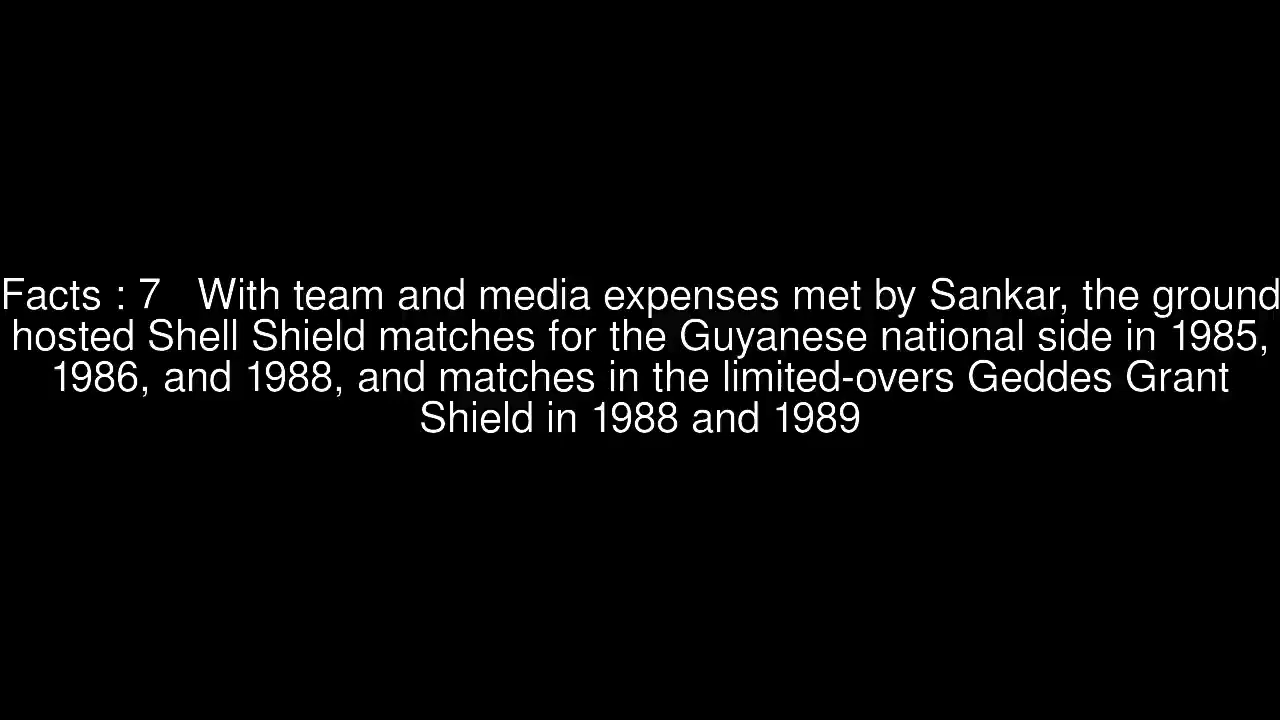 Facts : 7   With team and media expenses met by Sankar, the ground
hosted Shell Shield matches for the Guyanese national side in 1985,
1986, and 1988, and matches in the limited-overs Geddes Grant
Shield in 1988 and 1989